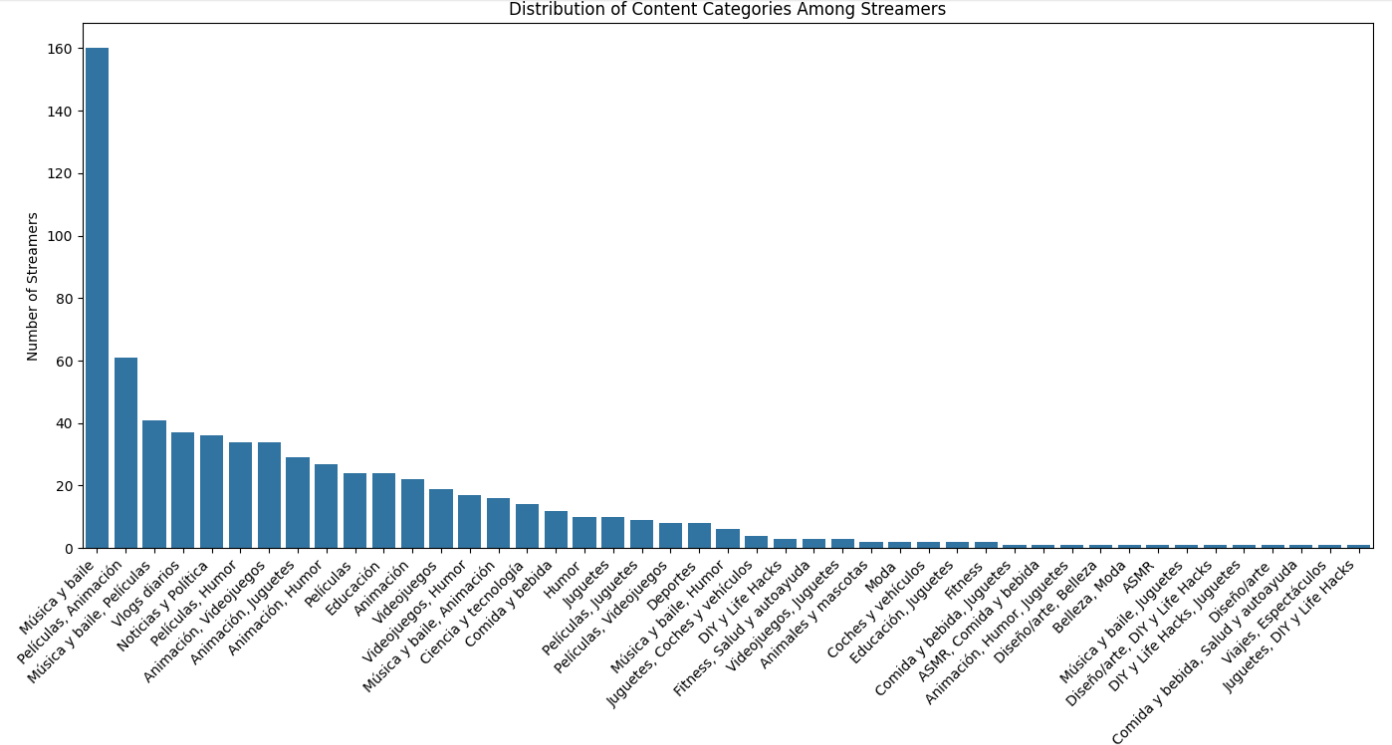 Distribution of Content Categories Among Streamers
Number of Streamers
160
140
120
100
80
60
40
20
0
Música y baile
Películas, Animación
Música y baile, Películas
Vlogs diarios
Noticias y Política
Películas, Humor
Animación, Videojuegos
Animación, Juguetes
Animación, Humor
Películas
Educación
Animación
Videojuegos
Videojuegos, Humor
Música y baile, Animación
Ciencia y tecnología
Comida y bebida
Humor
Juguetes
Películas, Juguetes
Películas, Videojuegos
Deportes
Música y baile, Humor
Juguetes, Coches y vehículos
DIY y Life Hacks
Fitness, Salud y autoayuda
Videojuegos, Juguetes
Animales y mascotas
Moda
Coches y vehículos
Educación, Juguetes
Fitness
Comida y bebida, Juguetes
ASMR, Comida y bebida
Animación, Humor, Juguetes
Diseño/arte, Belleza
Belleza, Moda
ASMR
Música y baile, Juguetes
Diseño/arte, DIY y Life Hacks
DIY y Life Hacks, Juguetes
Diseño/arte
Comida y bebida, Salud y autoayuda
Viajes, Espectáculos
Juguetes, DIY y Life Hacks